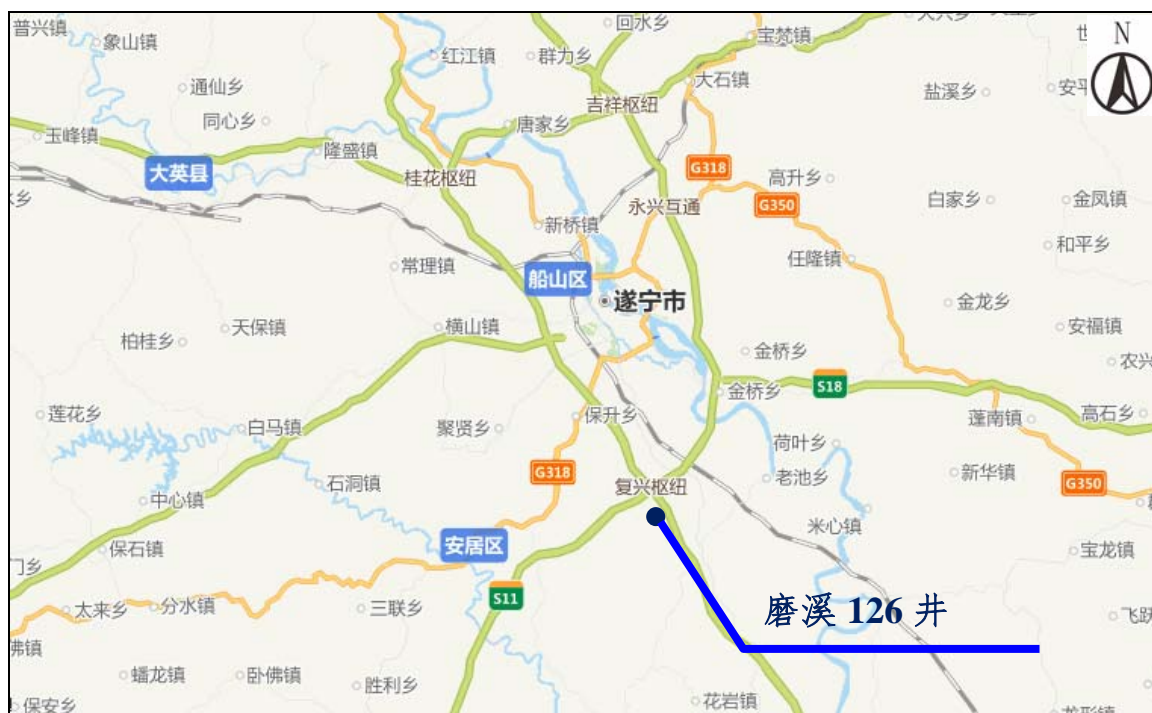 普兴镇
象山镇
红江镇
回水乡
群力乡
宝梵镇
N
通仙乡
大石镇
盐溪乡
同心乡
吉祥枢纽
唐家乡
玉峰镇
隆盛镇
大英县
桂花枢纽
G318
高升乡
永兴互通
G350
白家乡
金凤镇
新桥镇
和平乡
常理镇
任隆镇
船山区
遂宁市
金龙乡
天保镇
横山镇
安福镇
柏桂乡
金桥乡
S18
金桥乡
莲花乡
白马镇
聚贤乡
保升乡
荷叶乡
蓬南镇
高石乡
石洞镇
G318
老池乡
新华镇
G350
中心镇
复兴枢纽
米心镇
保石镇
安居区
宝龙镇
S11
太来乡
分水镇
三联乡
磨溪 126 井
蟠龙镇
卧佛镇
胜利乡
花岩镇
保安乡